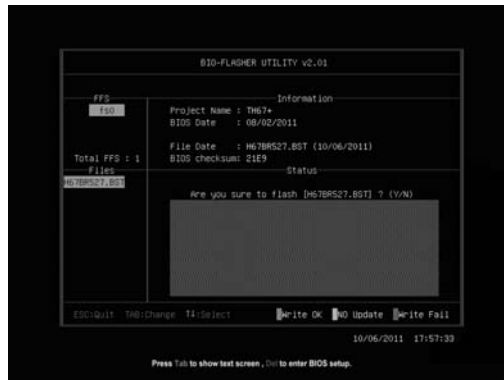 BIO-FLASHER UTILITY v2.01
FFS
fs0
Total FFS : 1
Files
H67BR527.BST
Information
Project Name : TH67+
BIOS Date : 08/02/2011
File Date : H67BR527.BST (10/06/2011)
BIOS checksum: 21E9
Status
Are you sure to flash [H67BR527.BST] ? (Y/N)
ESC:Quit TAB:Change ↑↓:Select Write OK NO Update Write Fail
10/06/2011 17:57:33
Press Tab to show text screen , Del to enter BIOS setup.